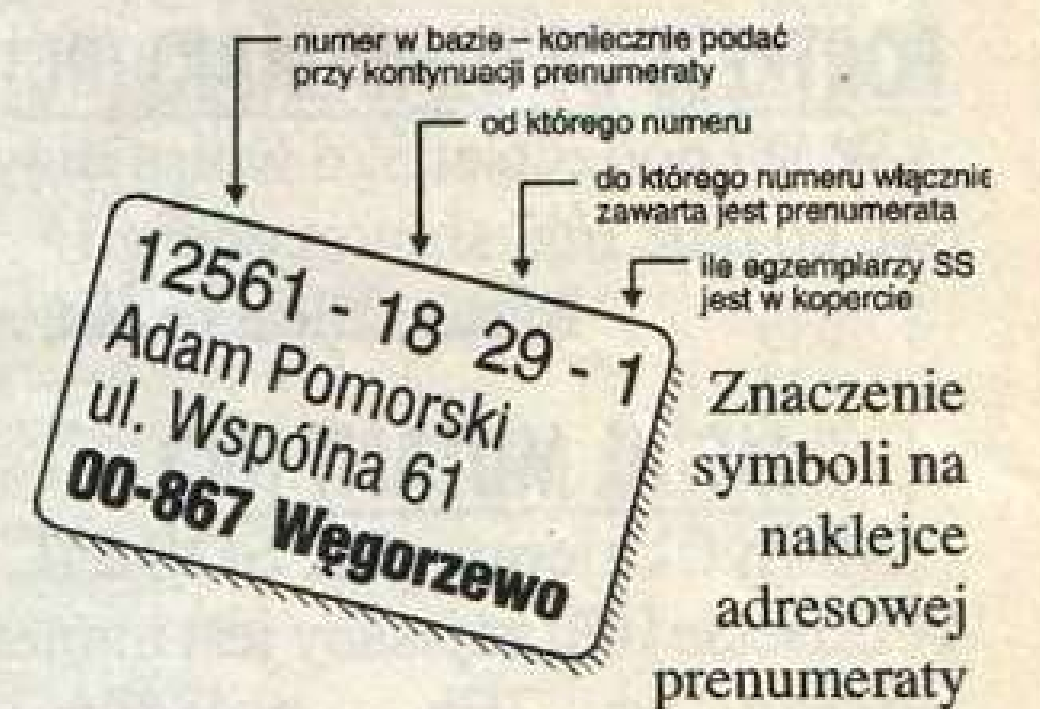 numer w bazie – koniecznie podać
przy kontynuacji prenumeraty
od którego numeru
do którego numeru włącznie
zawarta jest prenumerata
ile egzemplarzy SS
jest w kopercie
12561 - 18 29 - 1
Adam Pomorski
ul. Wspólna 61
00-867 Węgorzewo
Znaczenie
symboli na
naklejce
adresowej
prenumeraty